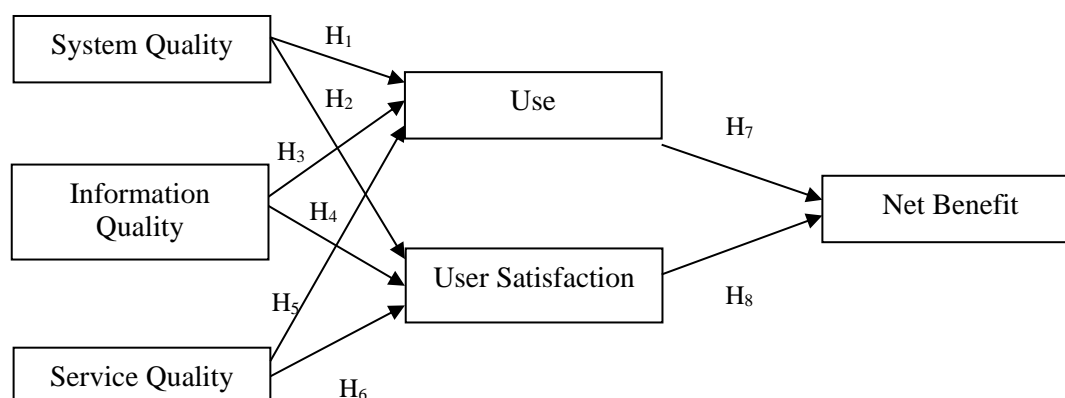 System Quality
H₁
Use
H₂
H₇
H₃
Information
Quality
Net Benefit
H₄
User Satisfaction
H₅
H₈
Service Quality
H₆